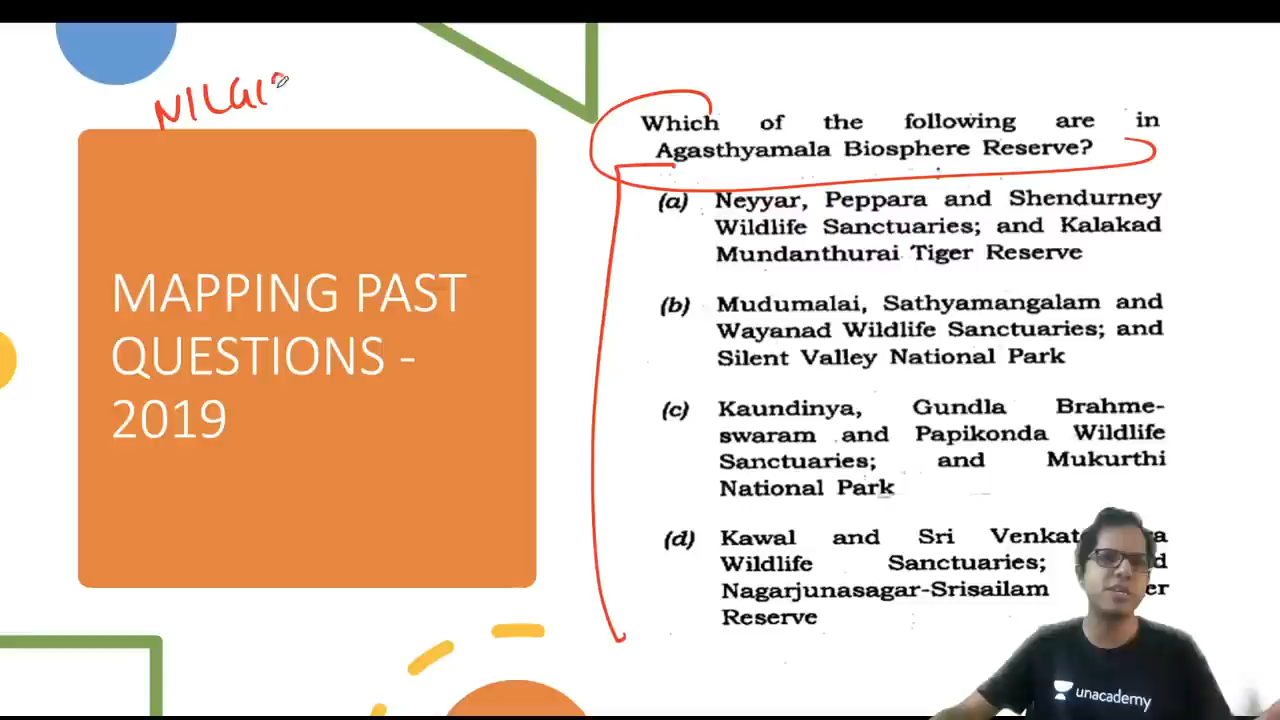 NILGI
MAPPING PAST
QUESTIONS -
2019
Which of the following are in
Agasthyamala Biosphere Reserve?
(a) Neyyar, Peppara and Shendurney
Wildlife Sanctuaries; and Kalakad
Mundanthurai Tiger Reserve
(b) Mudumalai, Sathyamangalam and
Wayanad Wildlife Sanctuaries; and
Silent Valley National Park
(c) Kaundinya, Gundla Brahme-
swaram and Papikonda Wildlife
Sanctuaries; and Mukurthi
National Park
(d) Kawal and Sri
Wildlife Sanctuaries;
Nagarjunasagar-Srisailam
Reserve
unacademy